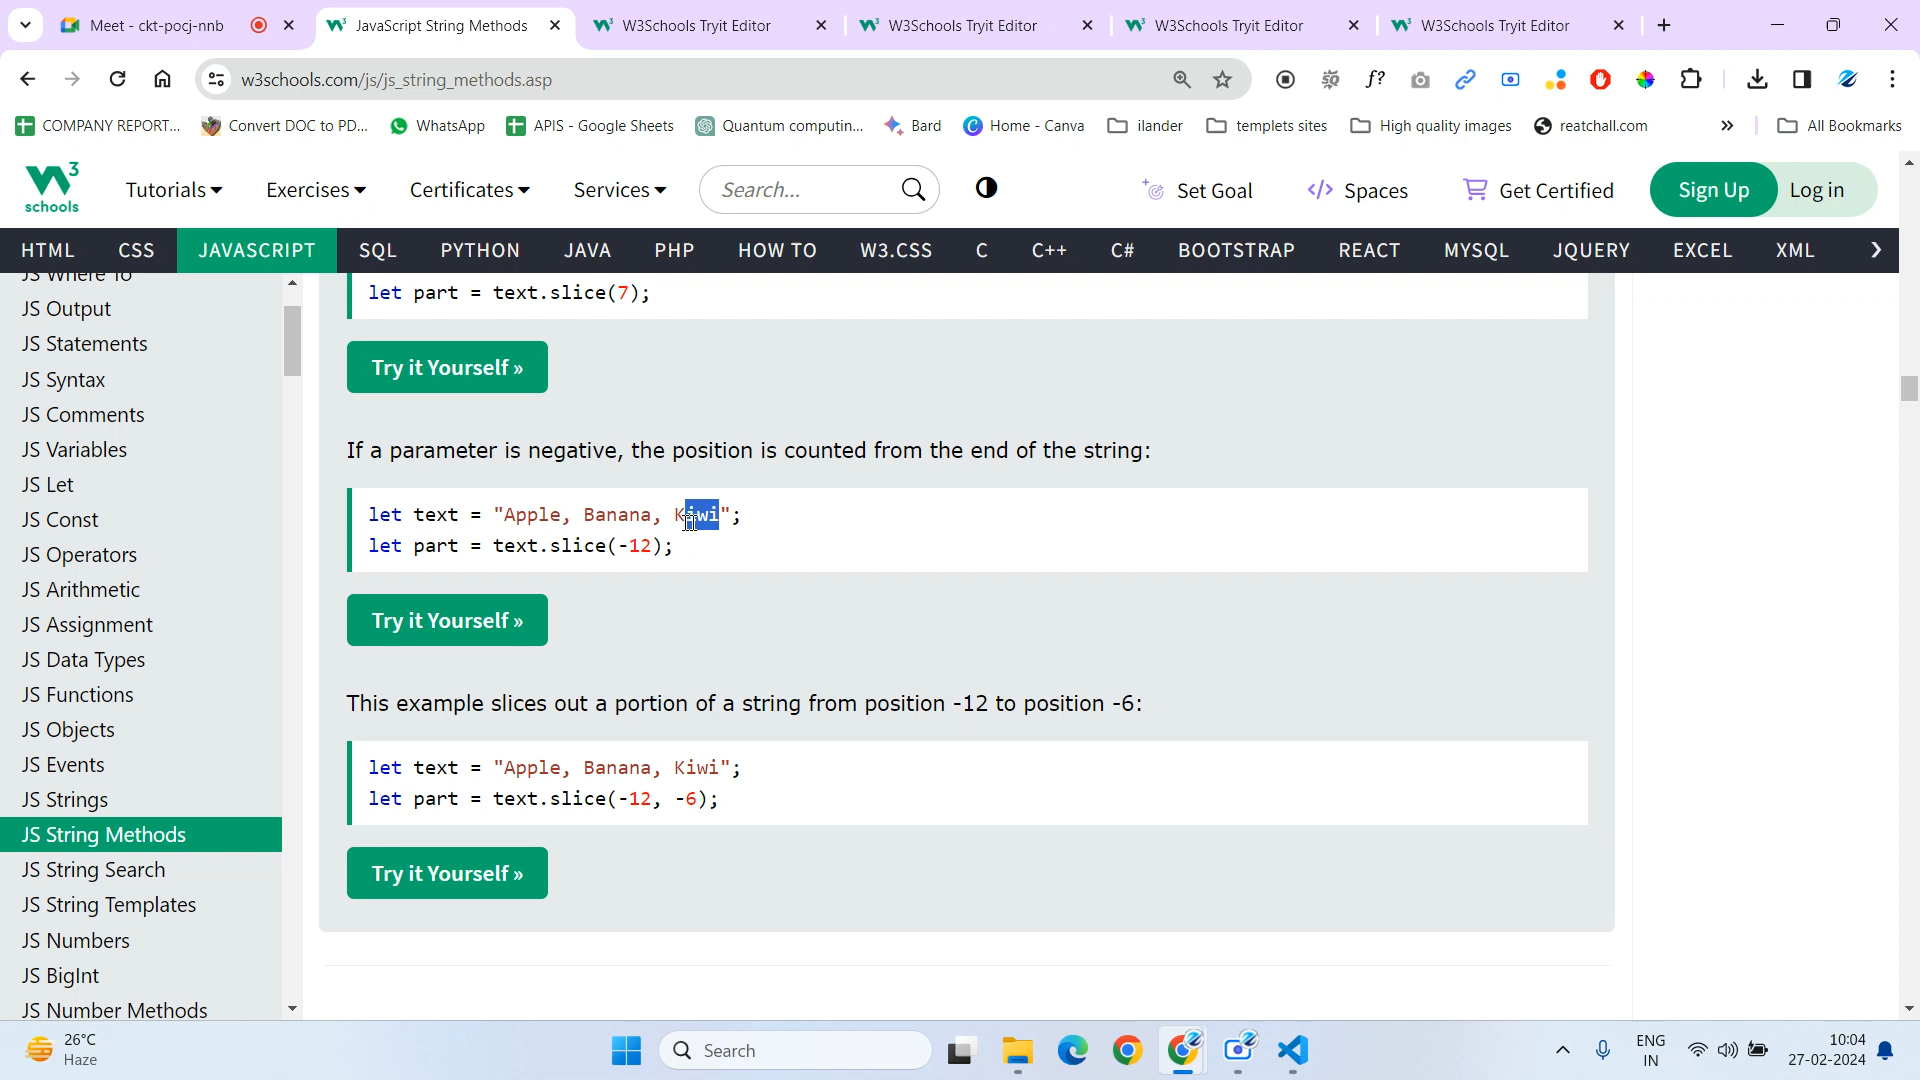 Meet - ckt-pocj-nnb
JavaScript String Methods
W3Schools Tryit Editor
W3Schools Tryit Editor
W3Schools Tryit Editor
W3Schools Tryit Editor
w3schools.com/js/js_string_methods.asp
f?
COMPANY REPORT...
Convert DOC to PD...
WhatsApp
APIS - Google Sheets
Quantum computin...
Bard
Home - Canva
ilander
templets sites
High quality images
reatchall.com
All Bookmarks
W3
schools
Tutorials
Exercises
Certificates
Services
Search...
Set Goal
Spaces
Get Certified
Sign Up
Log in
HTML
CSS
JAVASCRIPT
SQL
PYTHON
JAVA
PHP
HOW TO
W3.CSS
C
C++
C#
BOOTSTRAP
REACT
MYSQL
JQUERY
EXCEL
XML
JS Where To
JS Output
JS Statements
JS Syntax
JS Comments
JS Variables
JS Let
JS Const
JS Operators
JS Arithmetic
JS Assignment
JS Data Types
JS Functions
JS Objects
JS Events
JS Strings
JS String Methods
JS String Search
JS String Templates
JS Numbers
JS BigInt
JS Number Methods
let part = text.slice(7);
Try it Yourself »
If a parameter is negative, the position is counted from the end of the string:
let text = "Apple, Banana, Kiwi";
let part = text.slice(-12);
Try it Yourself »
This example slices out a portion of a string from position -12 to position -6:
let text = "Apple, Banana, Kiwi";
let part = text.slice(-12, -6);
Try it Yourself »
26°C
Haze
Search
ENG
IN
10:04
27-02-2024